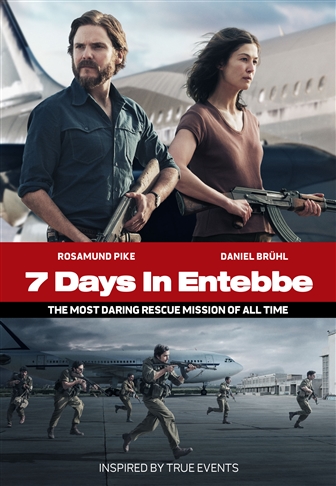 ROSAMUND PIKE DANIEL BRÜHL
7 Days In Entebbe
THE MOST DARING RESCUE MISSION OF ALL TIME
INSPIRED BY TRUE EVENTS